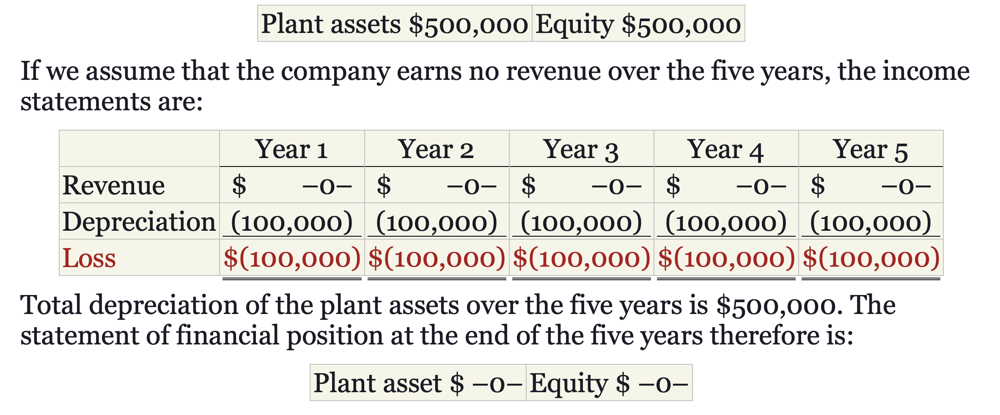 Plant assets $500,000 Equity $500,000
If we assume that the company earns no revenue over the five years, the income
statements are:
Year 1 Year 2 Year 3 Year 4 Year 5
Revenue $ –0– $ –0– $ –0– $ –0– $ –0–
Depreciation (100,000) (100,000) (100,000) (100,000) (100,000)
Loss $(100,000) $(100,000) $(100,000) $(100,000) $(100,000)
Total depreciation of the plant assets over the five years is $500,000. The
statement of financial position at the end of the five years therefore is:
Plant asset $ –0– Equity $ –0–